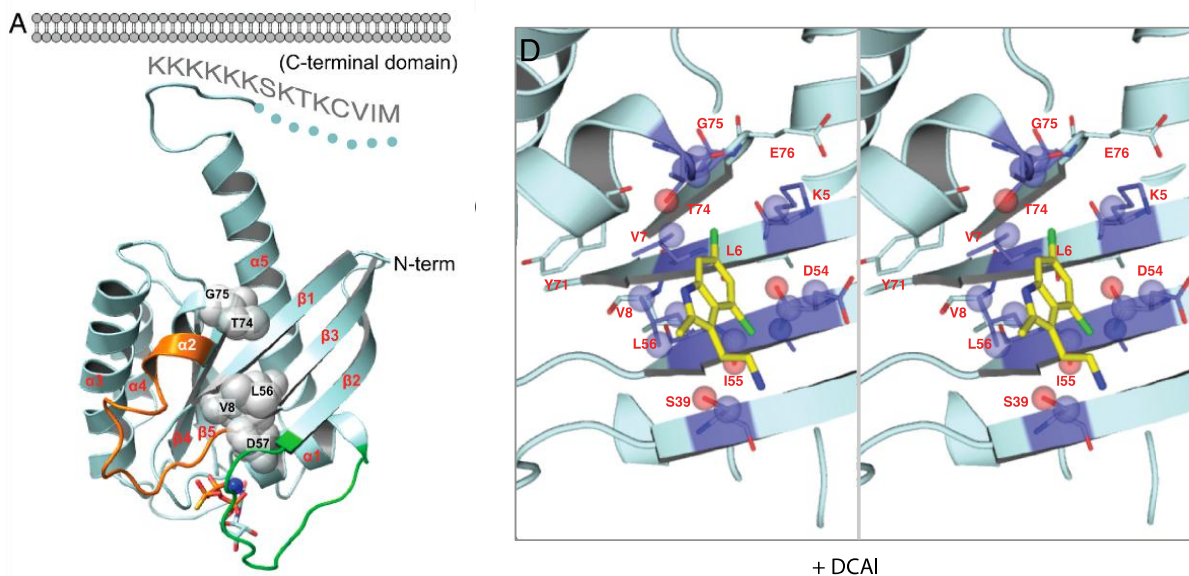 A
(C-terminal domain)
KKKKKKSKTKCVIM
α5
N-term
G75
β1
T74
α2
β3
α3
α4
L56
β2
V8
β4
β5
D57
α1
D
G75
E76
K5
T74
V7
L6
D54
Y71
V8
L56
I55
S39
G75
E76
K5
T74
V7
L6
D54
Y71
V8
L56
I55
S39
+ DCAI